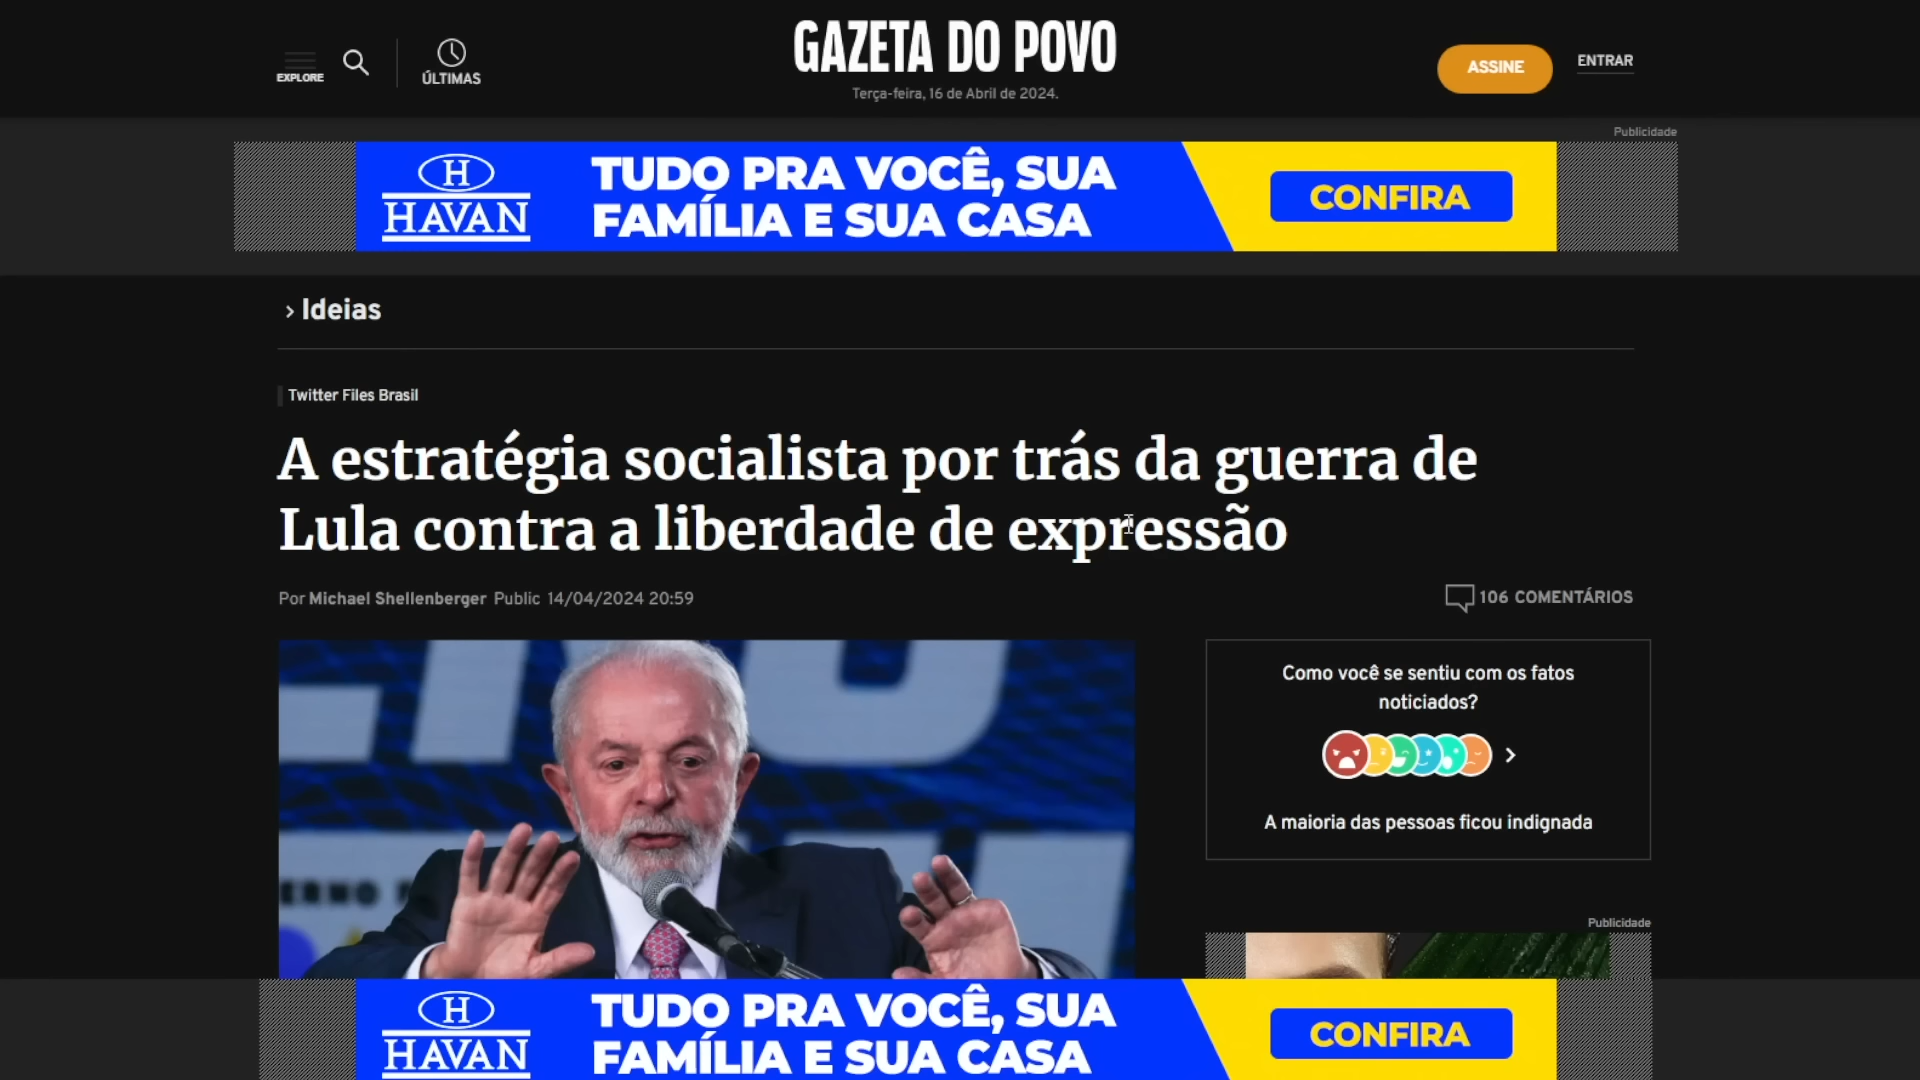 GAZETA DO POVO
EXPLORE
ÚLTIMAS
Terça-feira, 16 de Abril de 2024.
ASSINE
ENTRAR
Publicidade
H
HAVAN
TUDO PRA VOCÊ, SUA
FAMÍLIA E SUA CASA
CONFIRA
› Ideias
Twitter Files Brasil
A estratégia socialista por trás da guerra de
Lula contra a liberdade de expressão
Por Michael Shellenberger Public 14/04/2024 20:59
106 COMENTÁRIOS
Como você se sentiu com os fatos
noticiados?
A maioria das pessoas ficou indignada
Publicidade
H
HAVAN
TUDO PRA VOCÊ, SUA
FAMÍLIA E SUA CASA
CONFIRA